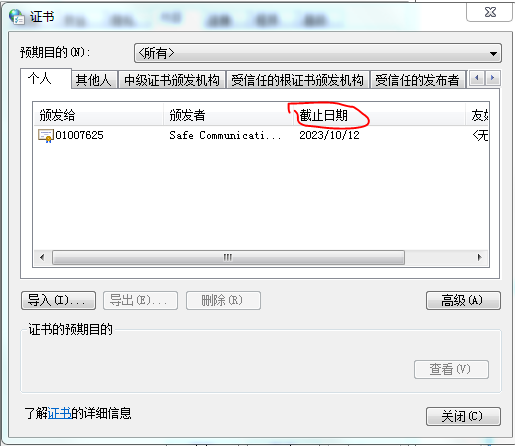 证书
预期目的(N):
<所有>
个人
其他人
中级证书颁发机构
受信任的根证书颁发机构
受信任的发布者
颁发给
颁发者
截止日期
01007625
Safe Communicati...
2023/10/12
<无
导入(I)...
导出(E)...
删除(R)
高级(A)
证书的预期目的
查看(V)
了解证书的详细信息
关闭(C)